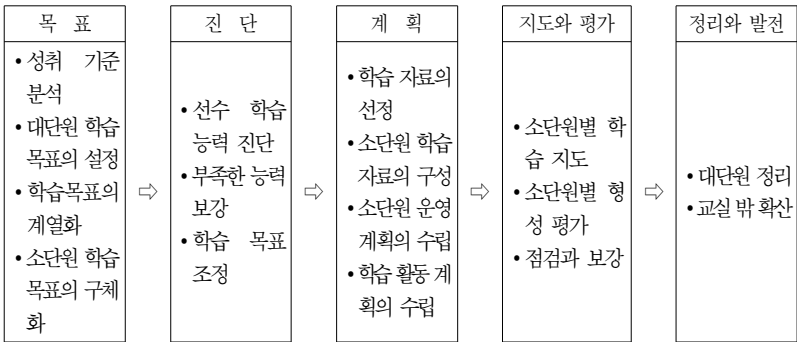 목 표
• 성취 기준
분석
• 대단원 학습
목표의 설정
• 학습목표의
계열화
• 소단원 학습
목표의 구체
화
⇨
진 단
• 선수 학습
능력 진단
• 부족한 능력
보강
• 학습 목표
조정
⇨
계 획
• 학습 자료의
선정
• 소단원 학습
자료의 구성
• 소단원 운영
계획의 수립
• 학습 활동 계
획의 수립
⇨
지도와 평가
• 소단원별 학
습 지도
• 소단원별 형
성 평가
• 점검과 보강
⇨
정리와 발전
• 대단원 정리
• 교실 밖 확산